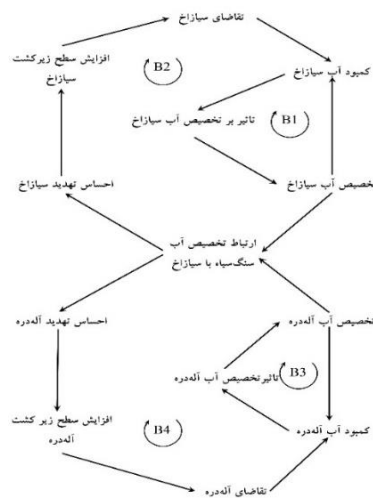 تقاضای سیازاخ
افزایش سطح زیرکشت
سیازاخ
B2
کمبود آب سیازاخ
تاثیر بر تخصیص آب سیازاخ
B1
احساس تهدید سیازاخ
تخصیص آب سیازاخ
ارتباط تخصیص آب
سنگ‌سیاه با سیازاخ
احساس تهدید آله‌دره
تخصیص آب آله‌دره
تاثیرتخصیص آب آله‌دره
B3
افزایش سطح زیر کشت
آله‌دره
B4
کمبود آب آله‌دره
تقاضای آله‌دره